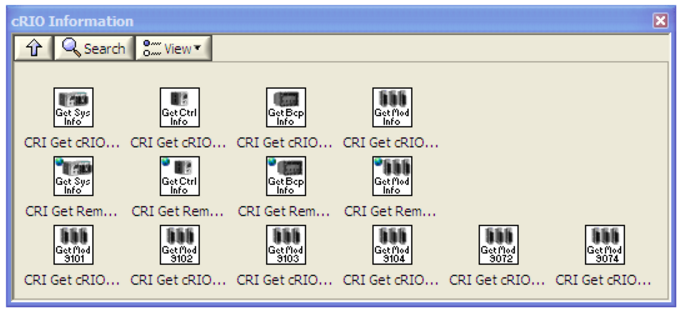 cRIO Information
Search View
Get Sys Info Get Ctrl Info Get Bcp Info Get Mod Info
CRI Get cRIO... CRI Get cRIO... CRI Get cRIO... CRI Get cRIO...
Get Sys Info Get Ctrl Info Get Bcp Info Get Mod Info
CRI Get Rem... CRI Get Rem... CRI Get Rem... CRI Get Rem...
Get Mod 9101 Get Mod 9102 Get Mod 9103 Get Mod 9104 Get Mod 9072 Get Mod 9074
CRI Get cRIO... CRI Get cRIO... CRI Get cRIO... CRI Get cRIO... CRI Get cRIO... CRI Get cRIO...